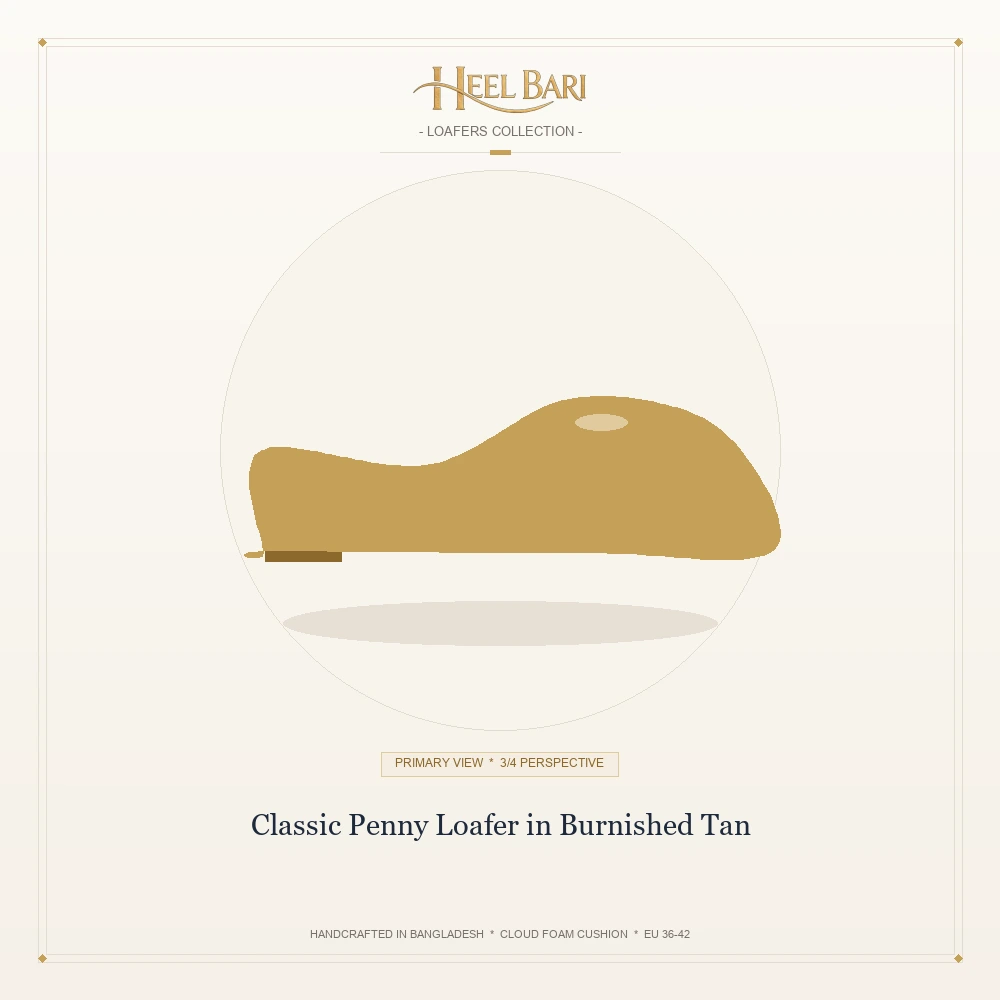 HEEL BARI
- LOAFERS COLLECTION -
PRIMARY VIEW * 3/4 PERSPECTIVE
Classic Penny Loafer in Burnished Tan
HANDCRAFTED IN BANGLADESH * CLOUD FOAM CUSHION * EU 36-42